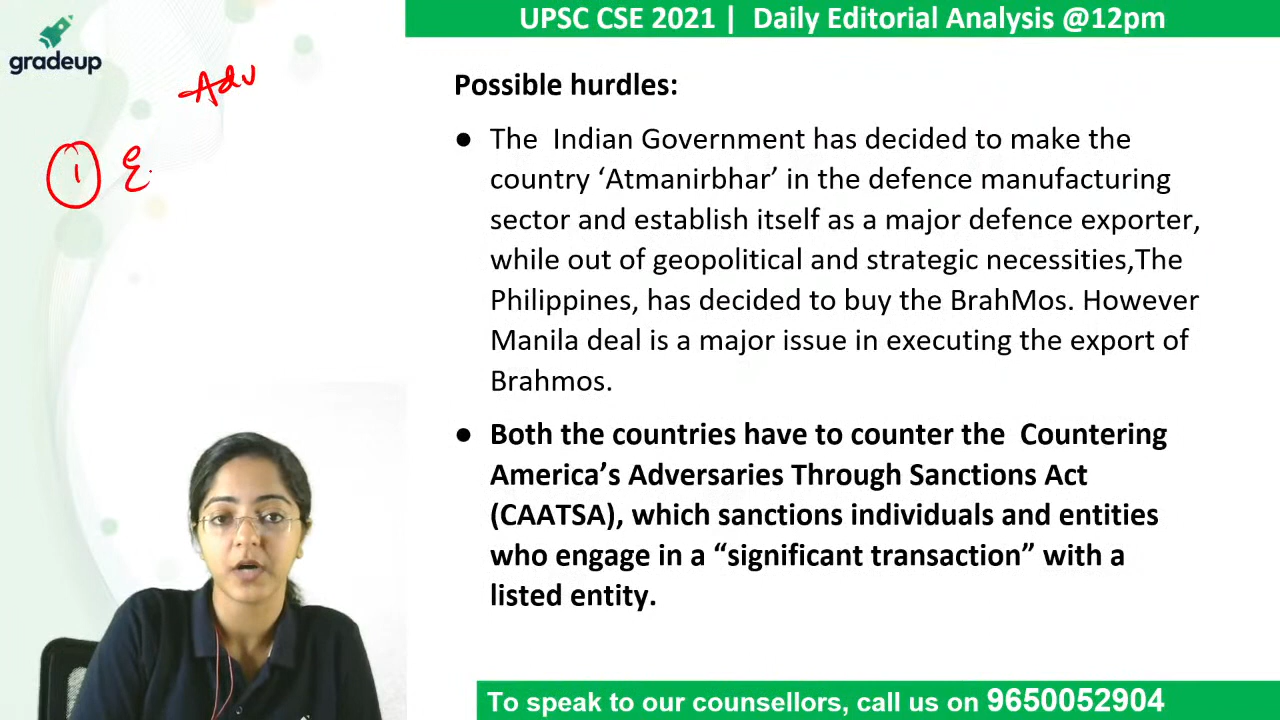 UPSC CSE 2021 | Daily Editorial Analysis @12pm
gradeup
Adv
1 E
Possible hurdles:
● The Indian Government has decided to make the
country ‘Atmanirbhar’ in the defence manufacturing
sector and establish itself as a major defence exporter,
while out of geopolitical and strategic necessities,The
Philippines, has decided to buy the BrahMos. However
Manila deal is a major issue in executing the export of
Brahmos.
● Both the countries have to counter the Countering
America’s Adversaries Through Sanctions Act
(CAATSA), which sanctions individuals and entities
who engage in a “significant transaction” with a
listed entity.
To speak to our counsellors, call us on 9650052904